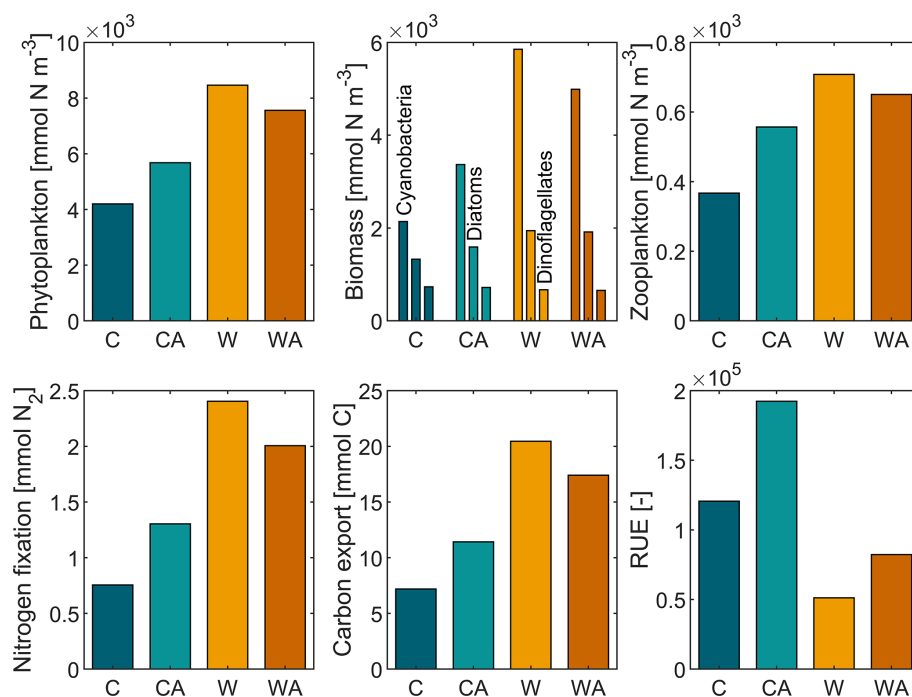 ×10³
10
8
6
4
2
0
Phytoplankton [mmol N m⁻³]
C CA W WA
×10³
6
4
2
0
Biomass [mmol N m⁻³]
Cyanobacteria
Diatoms
Dinoflagellates
C CA W WA
×10³
0.8
0.6
0.4
0.2
0
Zooplankton [mmol N m⁻³]
C CA W WA
2.5
2
1.5
1
0.5
0
Nitrogen fixation [mmol N₂]
C CA W WA
25
20
15
10
5
0
Carbon export [mmol C]
C CA W WA
×10⁵
2
1.5
1
0.5
0
RUE [-]
C CA W WA